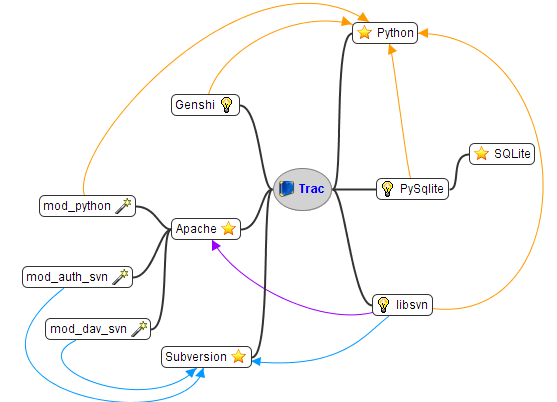 Python
Genshi
SQLite
Trac
PySqlite
mod_python
Apache
mod_auth_svn
libsvn
mod_dav_svn
Subversion